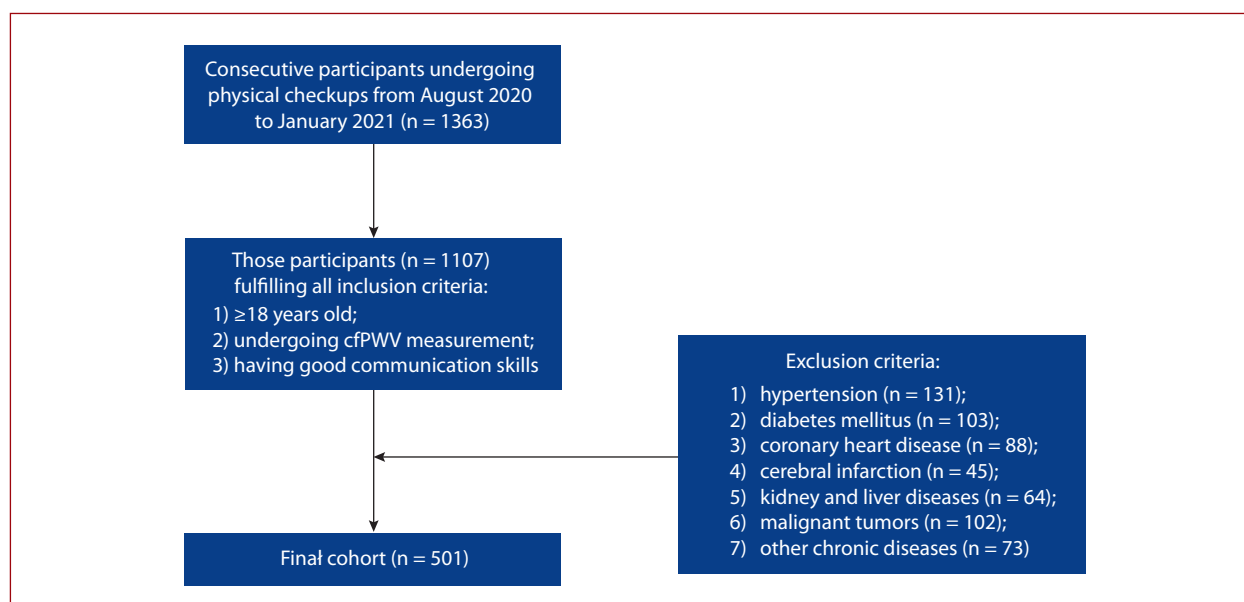 Consecutive participants undergoing
physical checkups from August 2020
to January 2021 (n = 1363)
Those participants (n = 1107)
fulfilling all inclusion criteria:
1) ≥18 years old;
2) undergoing cfPWV measurement;
3) having good communication skills
Exclusion criteria:
1) hypertension (n = 131);
2) diabetes mellitus (n = 103);
3) coronary heart disease (n = 88);
4) cerebral infarction (n = 45);
5) kidney and liver diseases (n = 64);
6) malignant tumors (n = 102);
7) other chronic diseases (n = 73)
Finał cohort (n = 501)